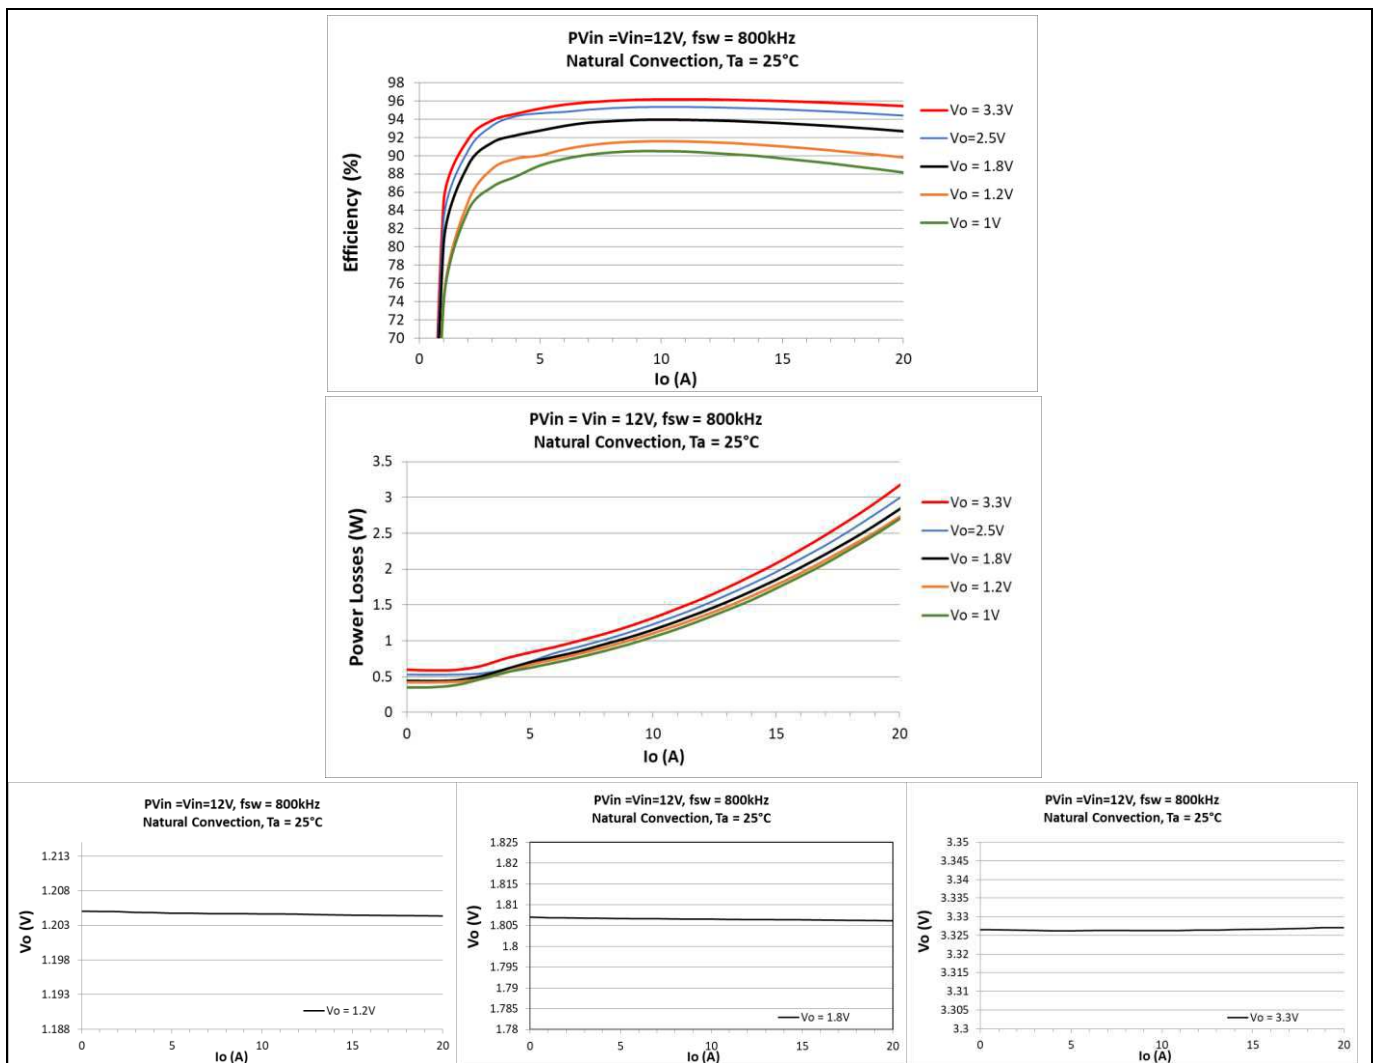 PVin =Vin=12V, fsw = 800kHz
Natural Convection, Ta = 25°C
98
96
94
92
90
88
86
84
82
80
78
76
74
72
70
Efficiency (%)
0 5 10 15 20
Io (A)
Vo = 3.3V
Vo=2.5V
Vo = 1.8V
Vo = 1.2V
Vo = 1V
PVin = Vin = 12V, fsw = 800kHz
Natural Convection, Ta = 25°C
3.5
3
2.5
2
1.5
1
0.5
0
Power Losses (W)
0 5 10 15 20
Io (A)
Vo = 3.3V
Vo=2.5V
Vo = 1.8V
Vo = 1.2V
Vo = 1V
PVin =Vin=12V, fsw = 800kHz
Natural Convection, Ta = 25°C
1.213
1.208
1.203
1.198
1.193
1.188
Vo (V)
Vo = 1.2V
0 5 10 15 20
Io (A)
PVin =Vin=12V, fsw = 800kHz
Natural Convection, Ta = 25°C
1.825
1.82
1.815
1.81
1.805
1.8
1.795
1.79
1.785
1.78
Vo (V)
Vo = 1.8V
0 5 10 15 20
Io (A)
PVin =Vin=12V, fsw = 800kHz
Natural Convection, Ta = 25°C
3.35
3.345
3.34
3.335
3.33
3.325
3.32
3.315
3.31
3.305
3.3
Vo (V)
Vo = 3.3V
0 5 10 15 20
Io (A)